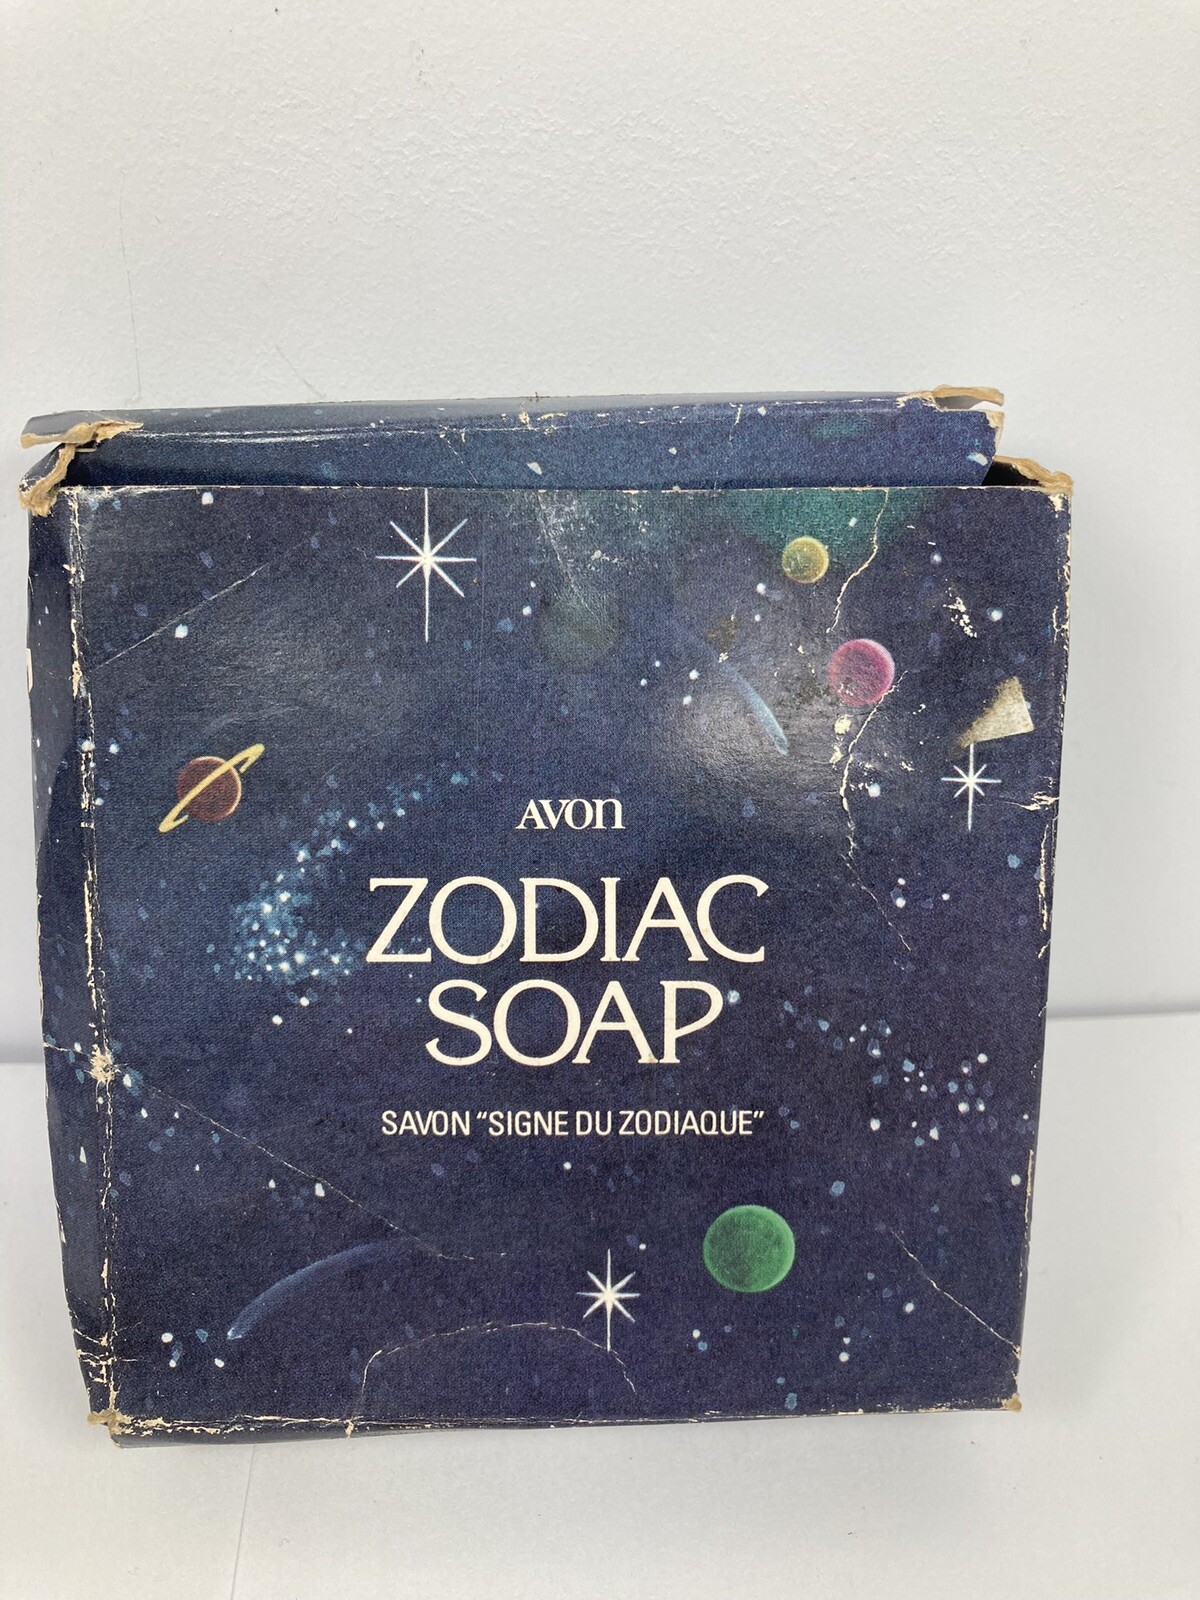 AVON
ZODIAC
SOAP
SAVON “SIGNE DU ZODIAQUE”